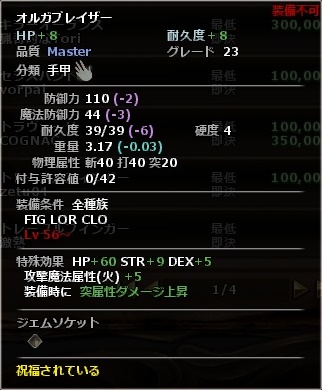 オルガブレイザー 装備不可
HP+8 耐久度+8
品質 Master グレード 23
分類 手甲
防御力 110 (-2)
魔法防御力 44 (-3)
耐久度 39/39 (-6) 硬度 4
重量 3.17 (-0.03)
物理属性 斬40 打40 突20
付与許容値 0/42
装備条件 全種族
FIG LOR CLO
Lv 56～
特殊効果 HP+60 STR+9 DEX+5
攻撃魔法属性(火) +5
装備時に 突属性ダメージ上昇
1/4
ジェムソケット
祝福されている